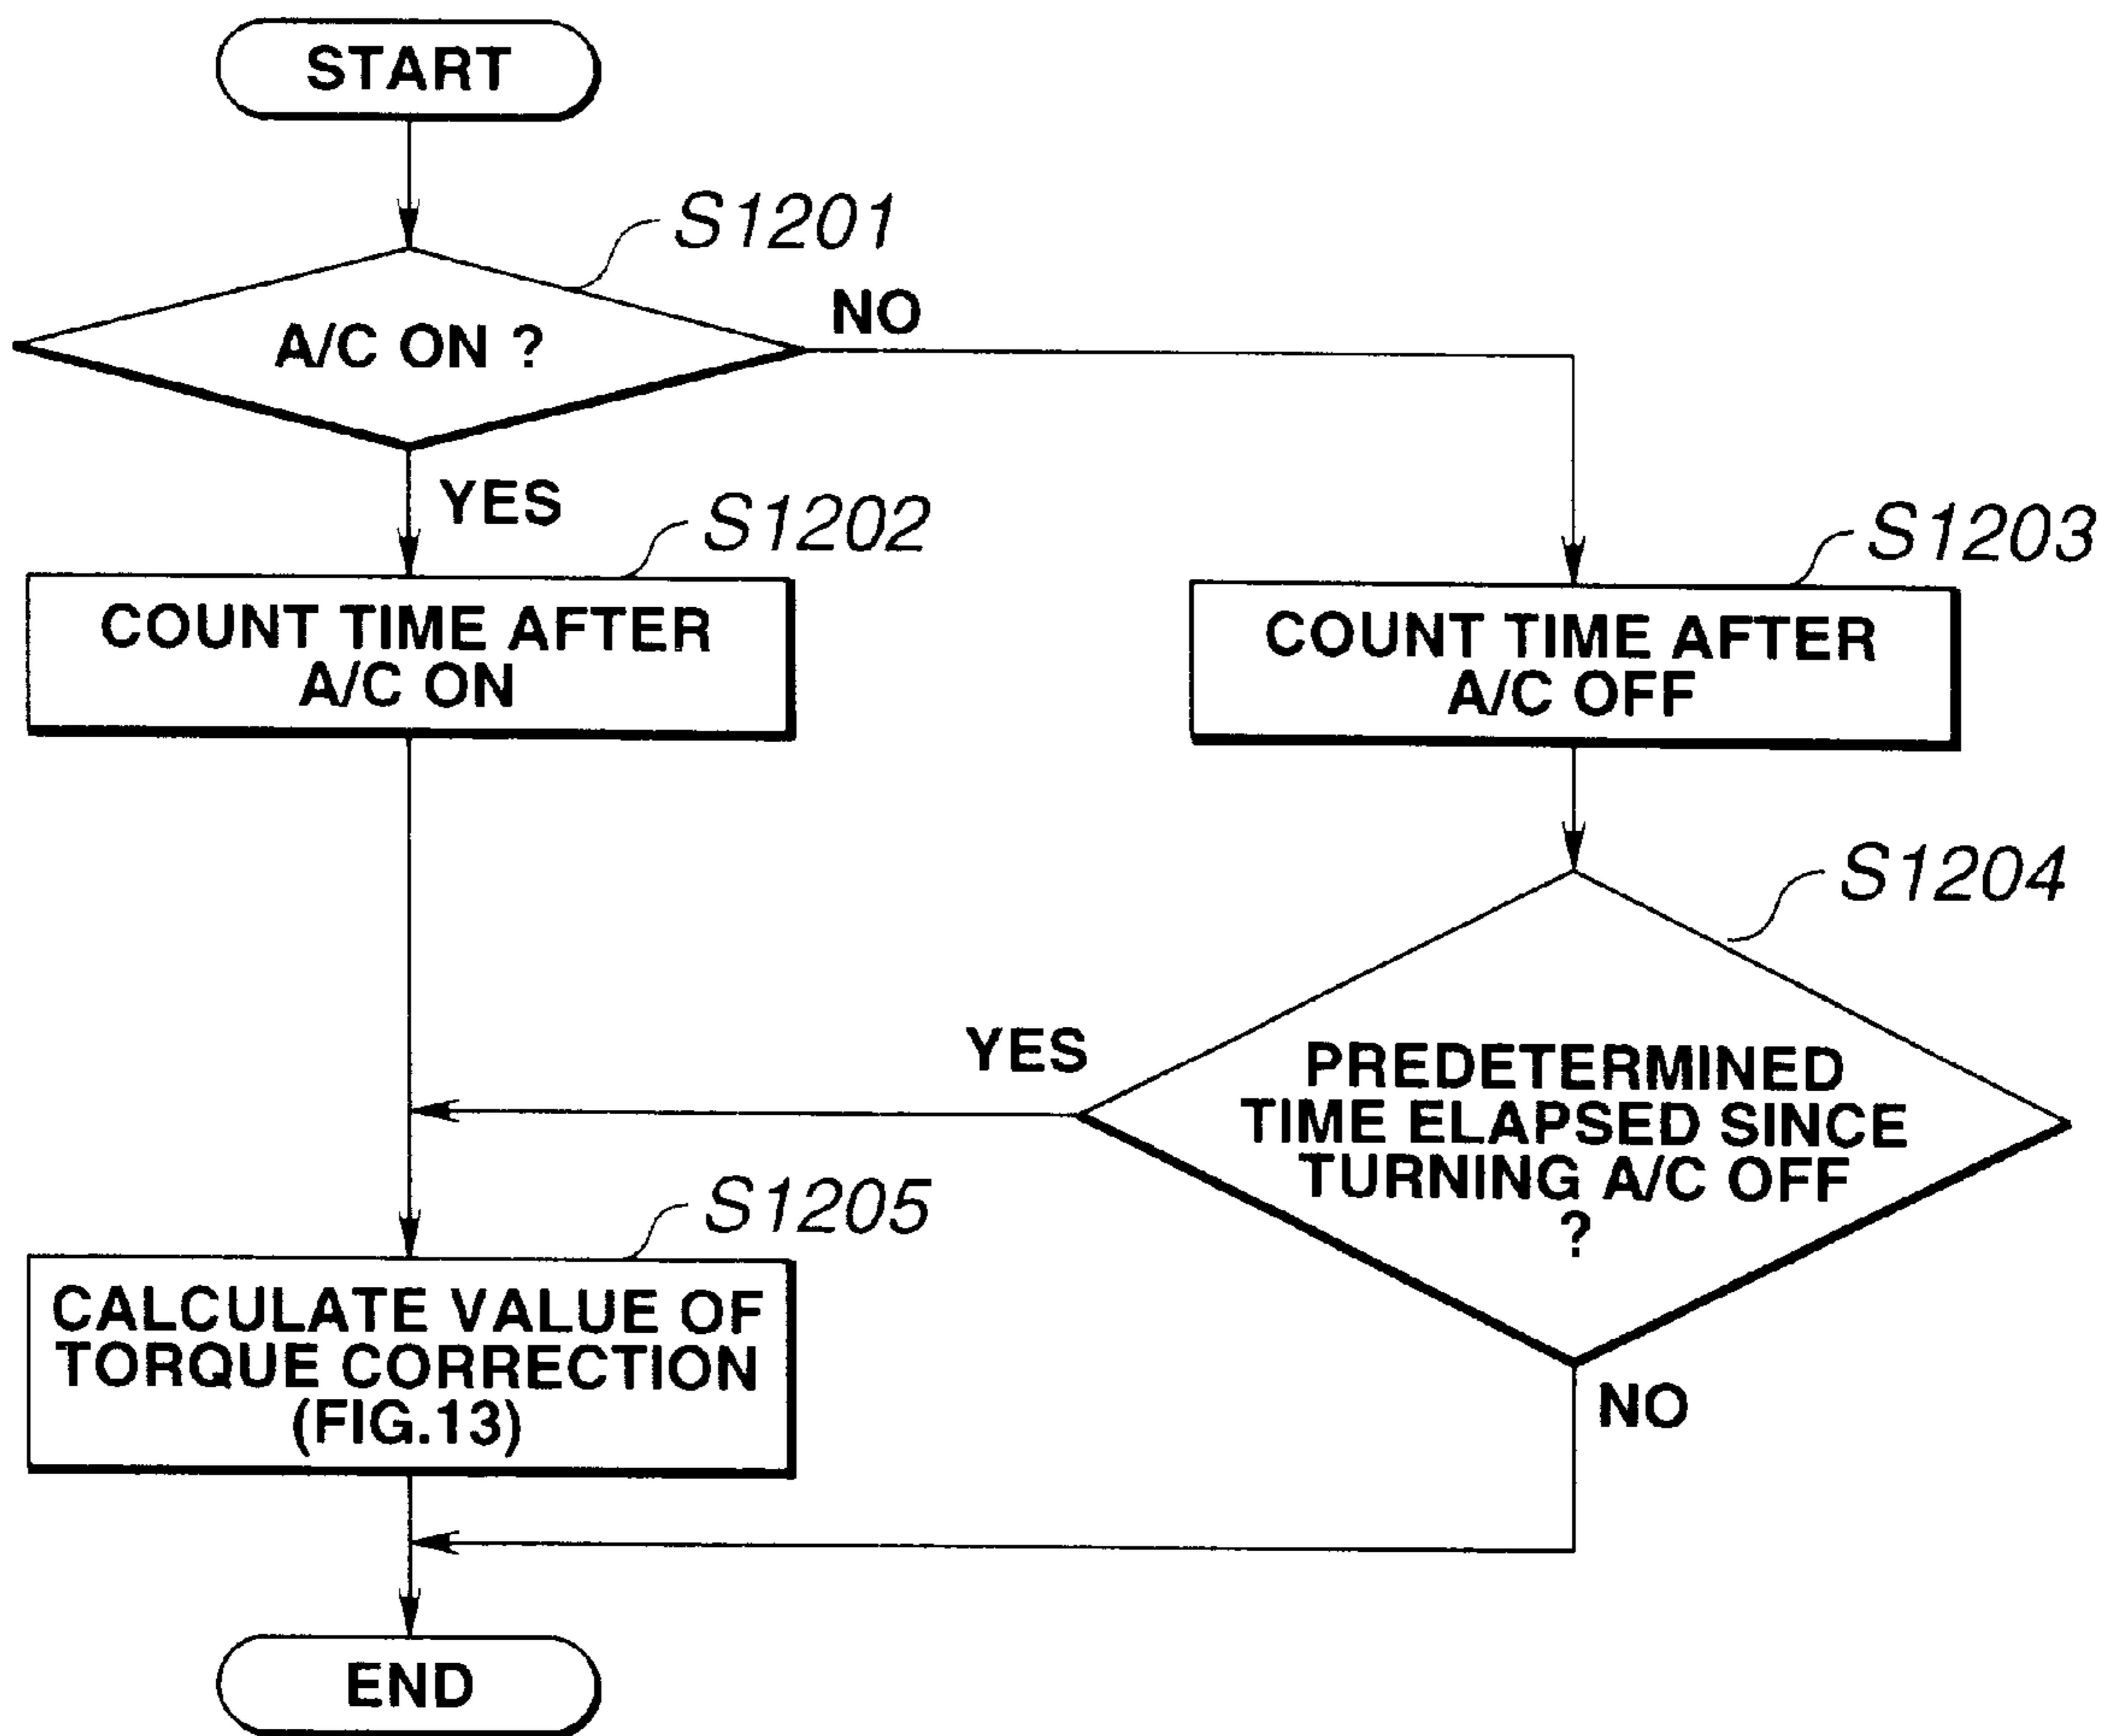 START
S1201
A/C ON ?
NO
YES
S1202
COUNT TIME AFTER
A/C ON
S1203
COUNT TIME AFTER
A/C OFF
S1204
PREDETERMINED
TIME ELAPSED SINCE
TURNING A/C OFF
?
YES
NO
S1205
CALCULATE VALUE OF
TORQUE CORRECTION
(FIG.13)
END